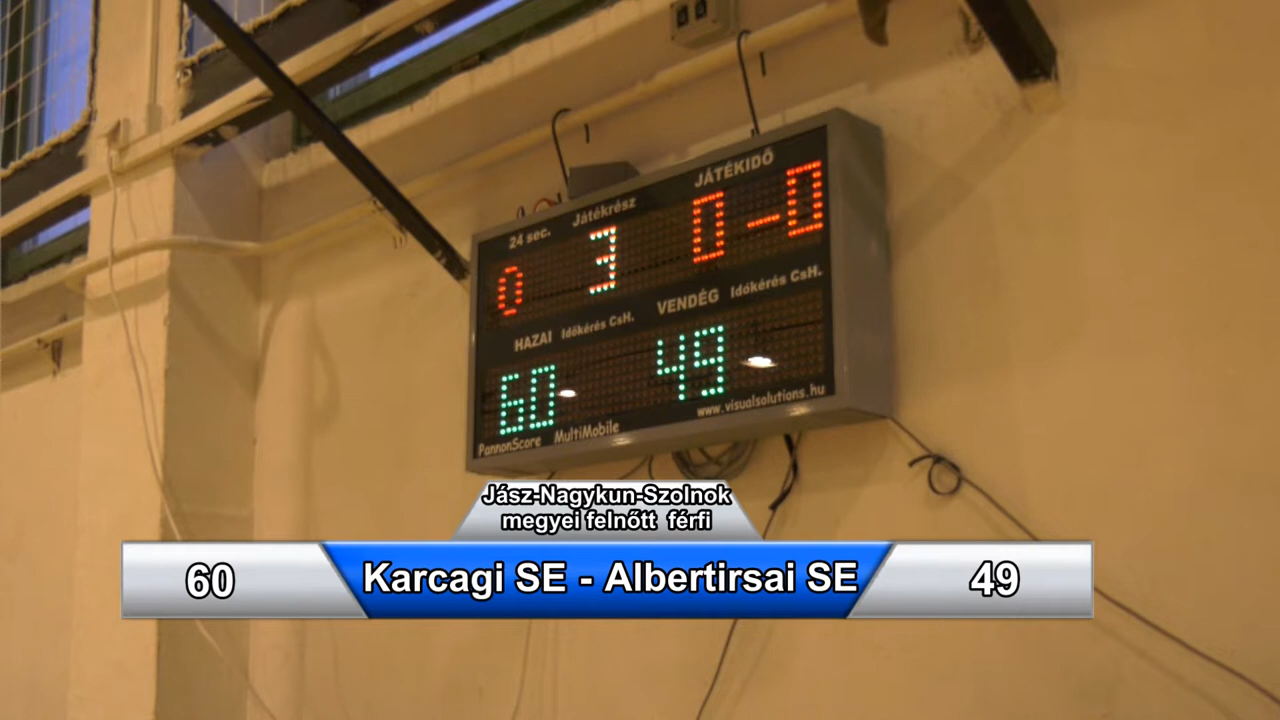 24 sec. Játékrész JÁTÉKIDŐ
0 3 0-0
HAZAI Időkérés CsH. VENDÉG Időkérés CsH.
60 49
PannonScore MultiMobile www.visualsolutions.hu
Jász-Nagykun-Szolnok
megyei felnőtt férfi
60 Karcagi SE - Albertirsai SE 49